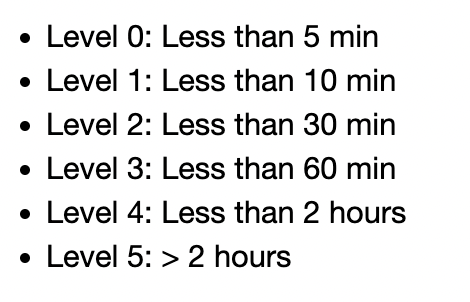 • Level 0: Less than 5 min
• Level 1: Less than 10 min
• Level 2: Less than 30 min
• Level 3: Less than 60 min
• Level 4: Less than 2 hours
• Level 5: > 2 hours